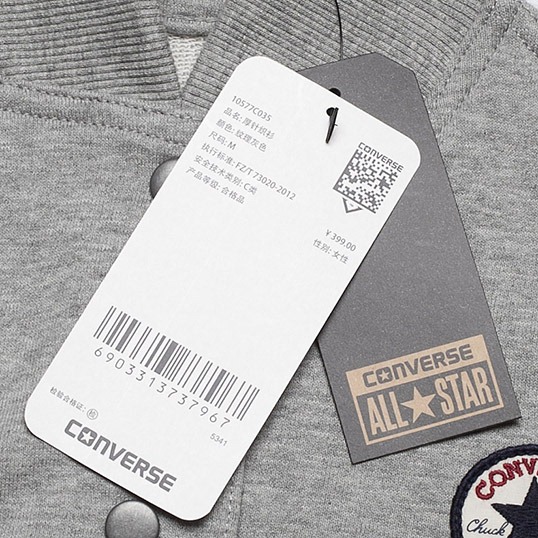 10577C035
品名: 厚针织衫
颜色: 纹理灰色
尺码: M
执行标准: FZ/T 73020-2012
安全技术类别: C类
产品等级: 合格品
CONVERSE
￥399.00
性别: 女性
6903313737967
5341
检验合格证: 检
CONVERSE
CONVERSE
ALL★STAR
CONV
Chuck